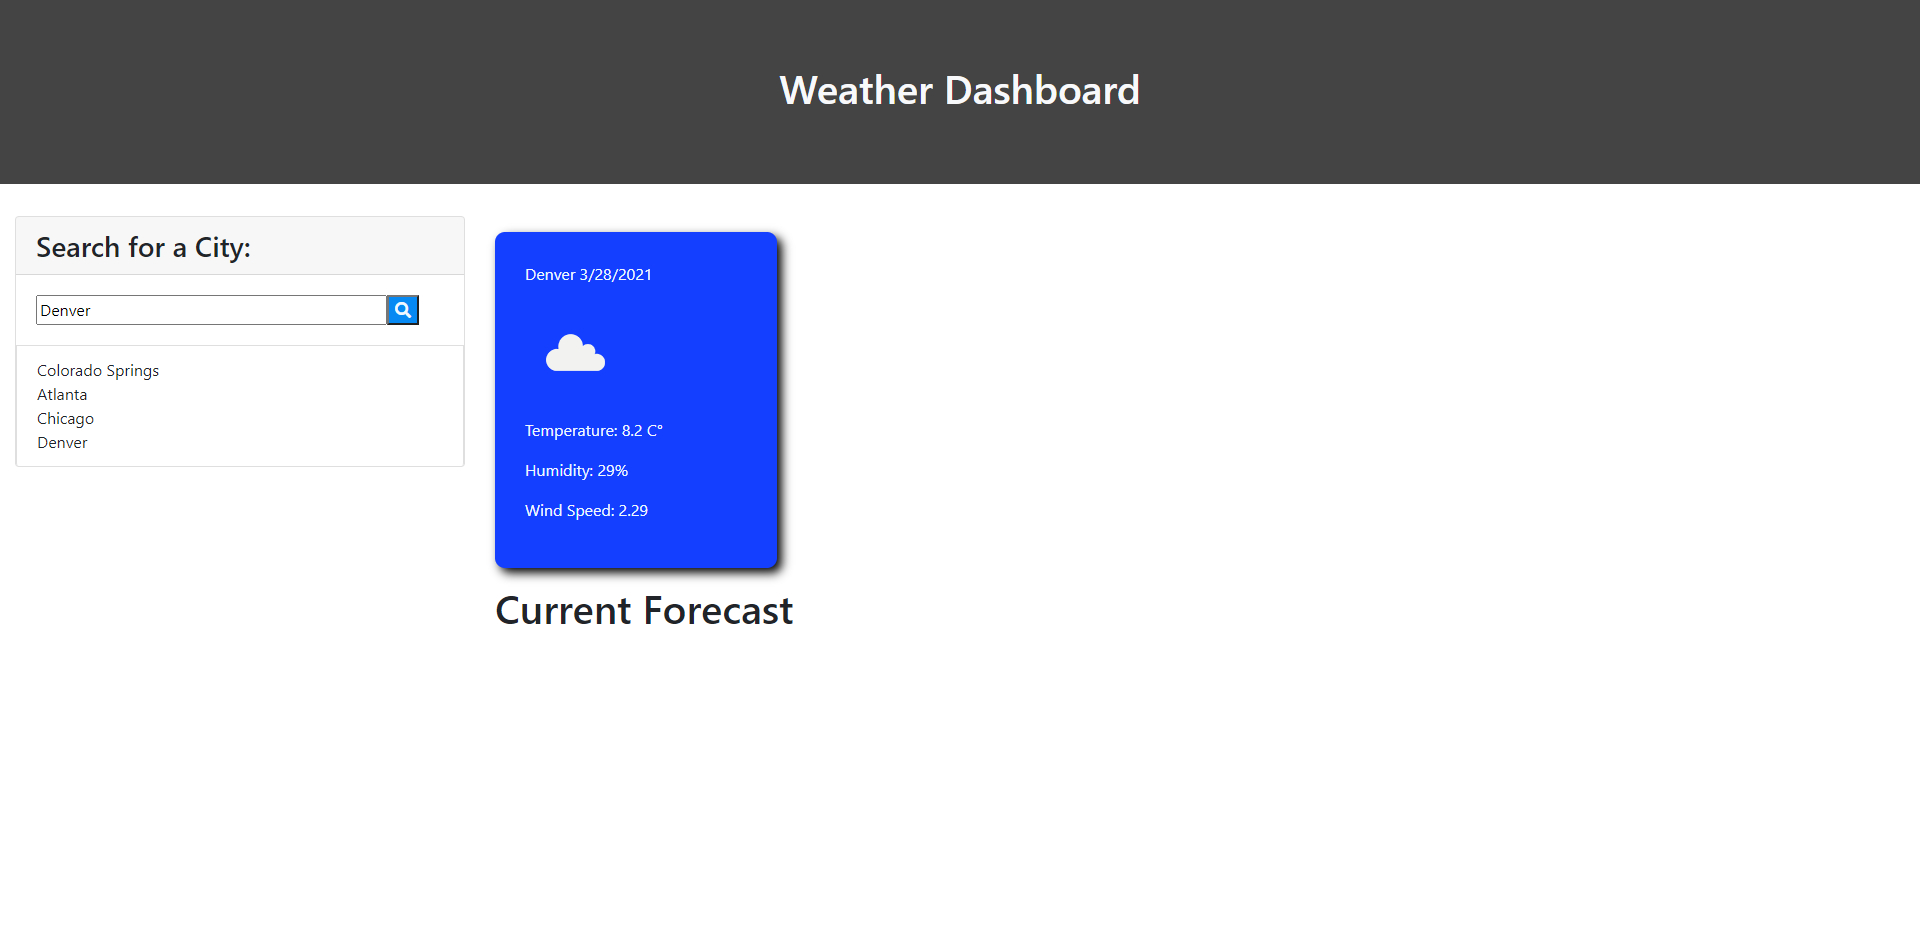 Weather Dashboard
Search for a City:
Denver
Colorado Springs
Atlanta
Chicago
Denver
Denver 3/28/2021
Temperature: 8.2 C°
Humidity: 29%
Wind Speed: 2.29
Current Forecast